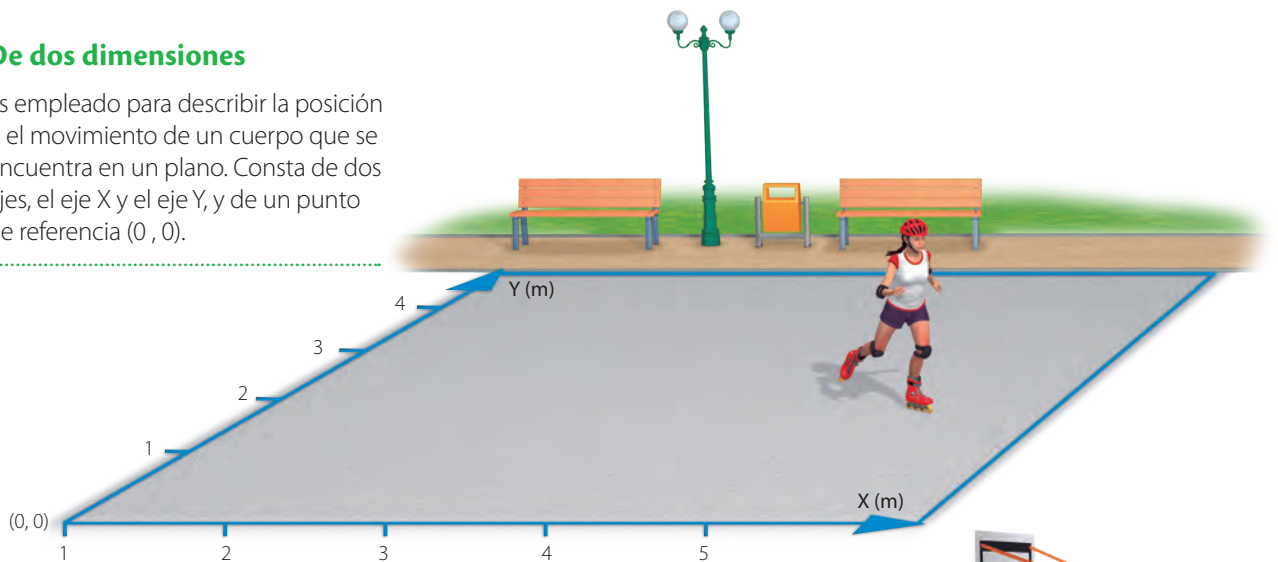 De dos dimensiones
s empleado para describir la posición
el movimiento de un cuerpo que se
ncuentra en un plano. Consta de dos
jes, el eje X y el eje Y, y de un punto
e referencia (0 , 0).
Y (m)
4
3
2
1
X (m)
(0, 0)
1 2 3 4 5